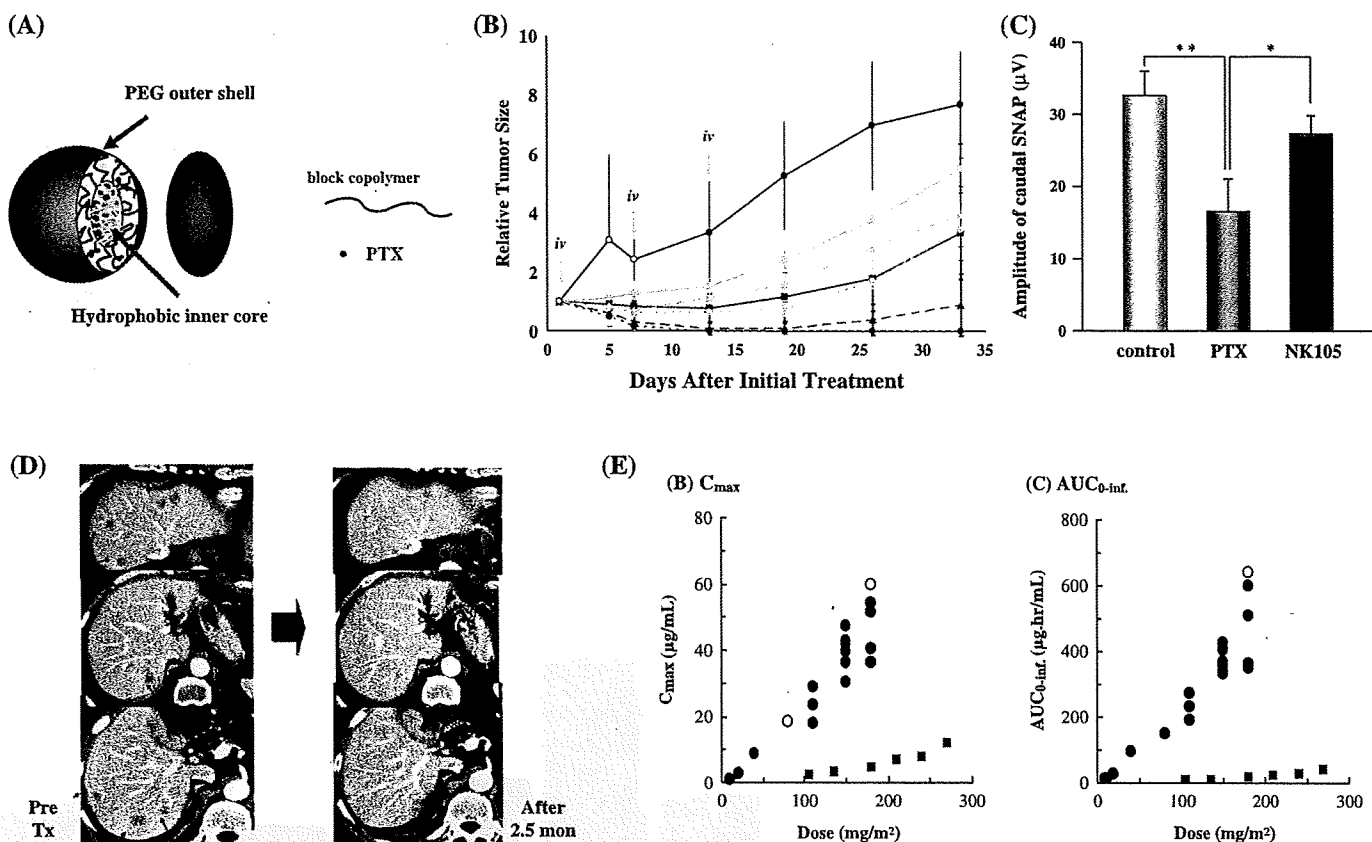 (A)
PEG outer shell
block copolymer
PTX
Hydrophobic inner core
(B)
Relative Tumor Size
10
8
6
4
2
0
iv
iv
iv
0 5 10 15 20 25 30 35
Days After Initial Treatment
(C)
Amplitude of caudal SNAP (μV)
40
30
20
10
0
**
*
control PTX NK105
(D)
Pre
Tx
After
2.5 mon
(E)
(B) Cmax
Cmax (μg/mL)
80
60
40
20
0
0 100 200 300
Dose (mg/m²)
(C) AUC0-inf.
AUC0-inf. (μg.hr/mL)
800
600
400
200
0
0 100 200 300
Dose (mg/m²)